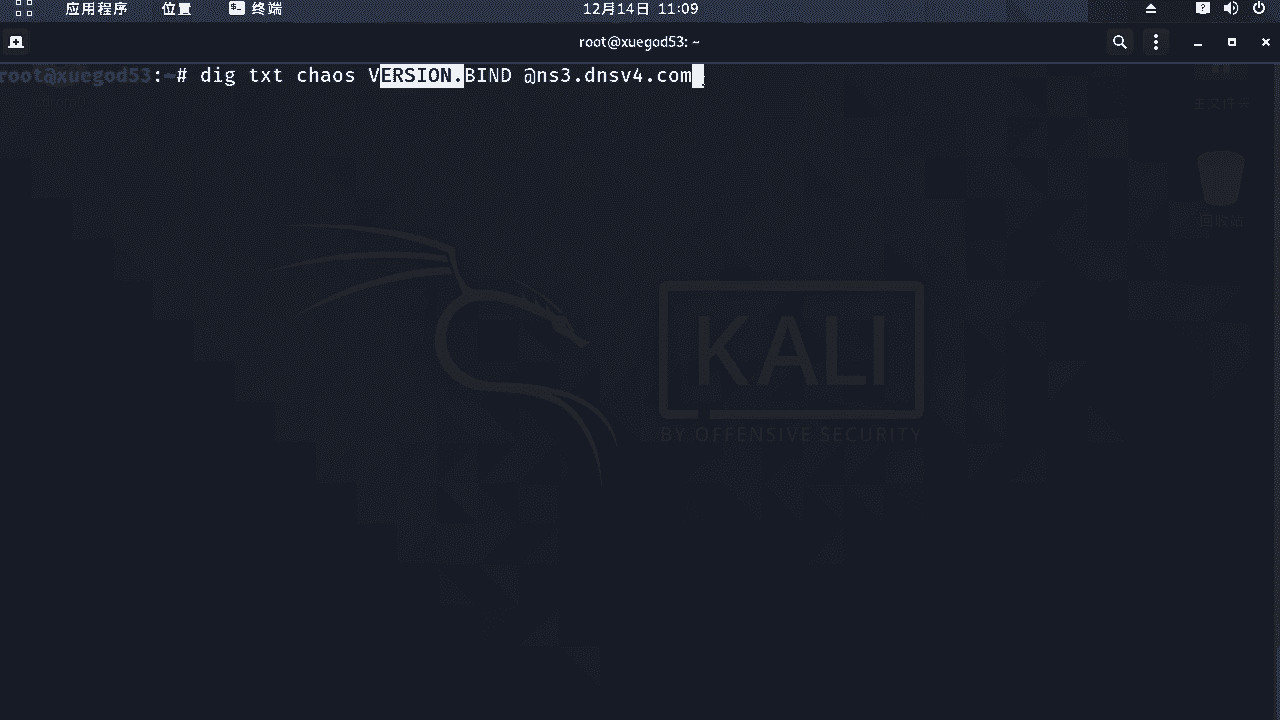 应用程序 位置 终端 12月14日 11:09
root@xuegod53: ~
root@xuegod53:~# dig txt chaos VERSION.BIND @ns3.dnsv4.com
主文件夹
回收站
KALI
BY OFFENSIVE SECURITY